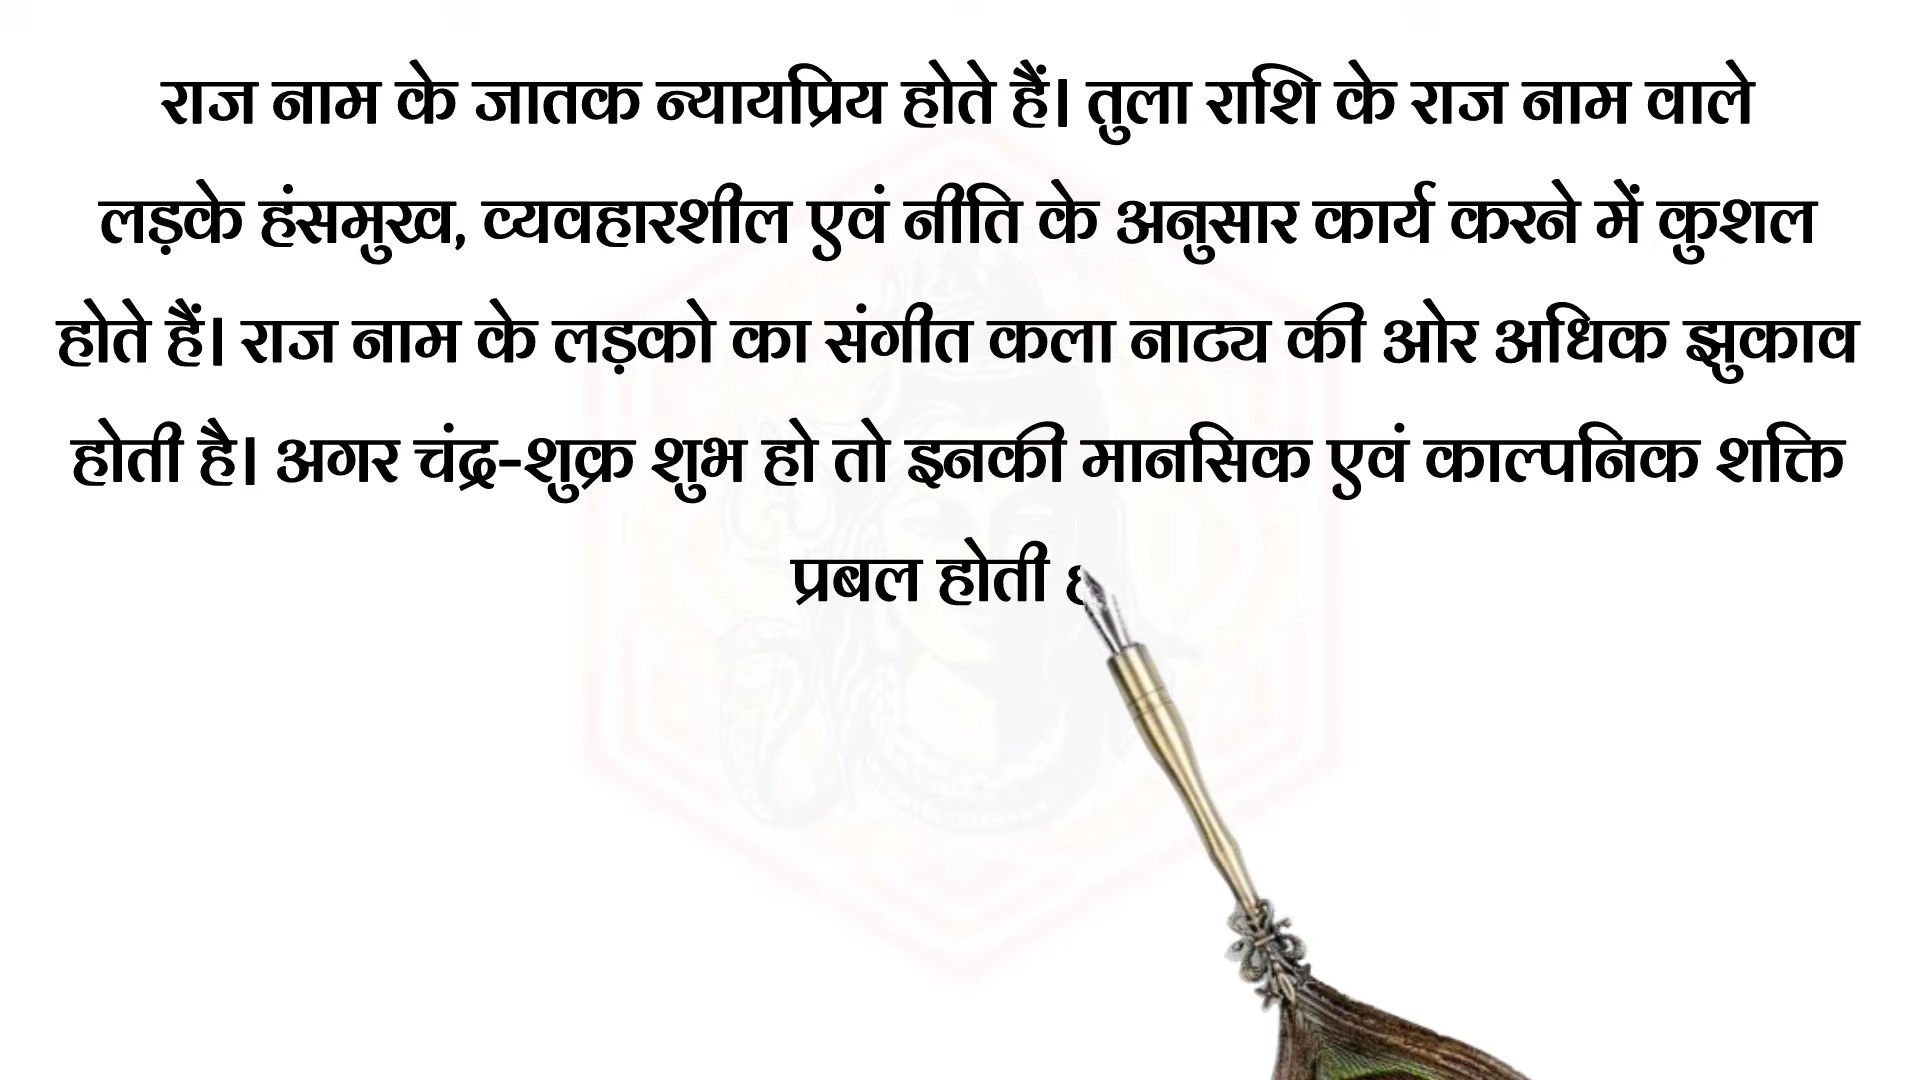 राज नाम के जातक न्यायप्रिय होते हैं। तुला राशि के राज नाम वाले
लड़के हंसमुख, व्यवहारशील एवं नीति के अनुसार कार्य करने में कुशल
होते हैं। राज नाम के लड़को का संगीत कला नाट्य की ओर अधिक झुकाव
होती है। अगर चंद्र-शुक्र शुभ हो तो इनकी मानसिक एवं काल्पनिक शक्ति
प्रबल होती